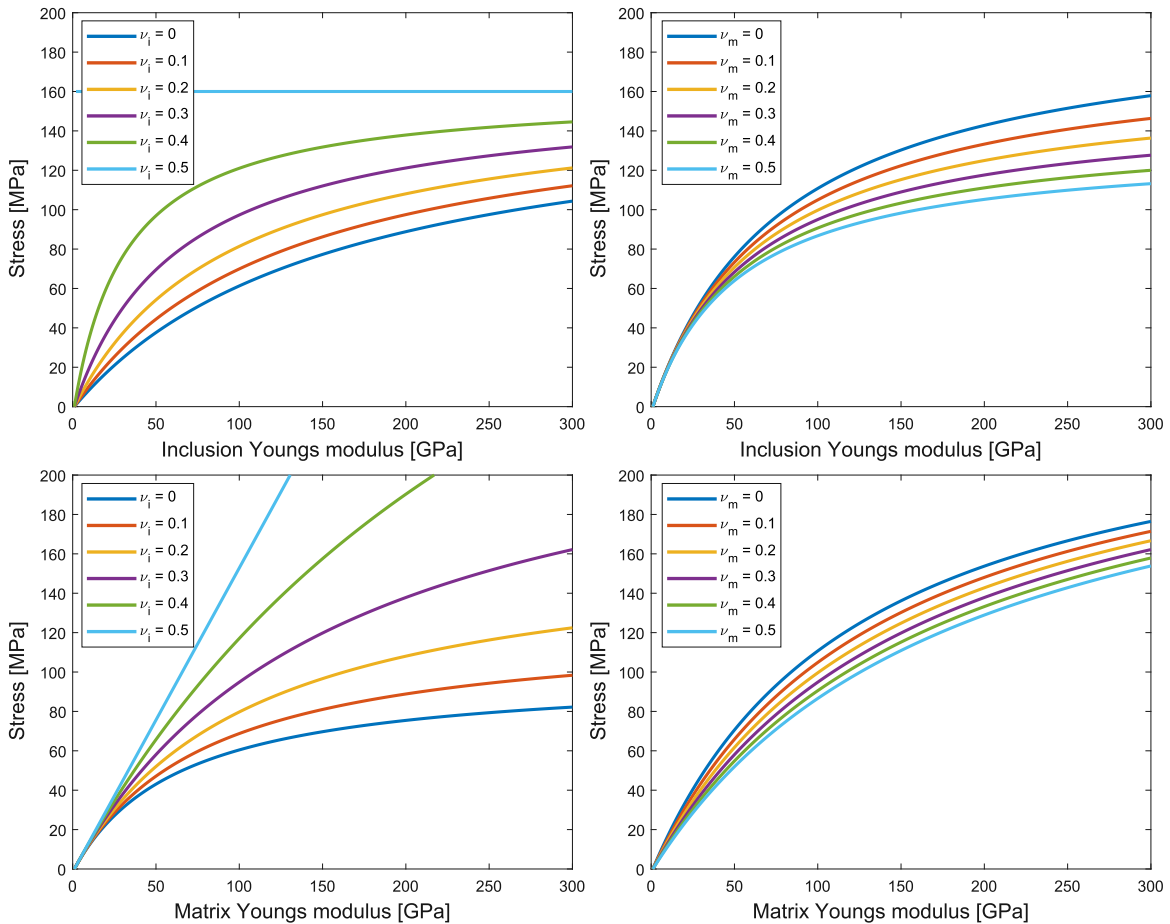 200
180
160
140
120
100
80
60
40
20
0
Stress [MPa]
ν_i = 0
ν_i = 0.1
ν_i = 0.2
ν_i = 0.3
ν_i = 0.4
ν_i = 0.5
0 50 100 150 200 250 300
Inclusion Youngs modulus [GPa]
200
180
160
140
120
100
80
60
40
20
0
Stress [MPa]
ν_m = 0
ν_m = 0.1
ν_m = 0.2
ν_m = 0.3
ν_m = 0.4
ν_m = 0.5
0 50 100 150 200 250 300
Inclusion Youngs modulus [GPa]
200
180
160
140
120
100
80
60
40
20
0
Stress [MPa]
ν_i = 0
ν_i = 0.1
ν_i = 0.2
ν_i = 0.3
ν_i = 0.4
ν_i = 0.5
0 50 100 150 200 250 300
Matrix Youngs modulus [GPa]
200
180
160
140
120
100
80
60
40
20
0
Stress [MPa]
ν_m = 0
ν_m = 0.1
ν_m = 0.2
ν_m = 0.3
ν_m = 0.4
ν_m = 0.5
0 50 100 150 200 250 300
Matrix Youngs modulus [GPa]